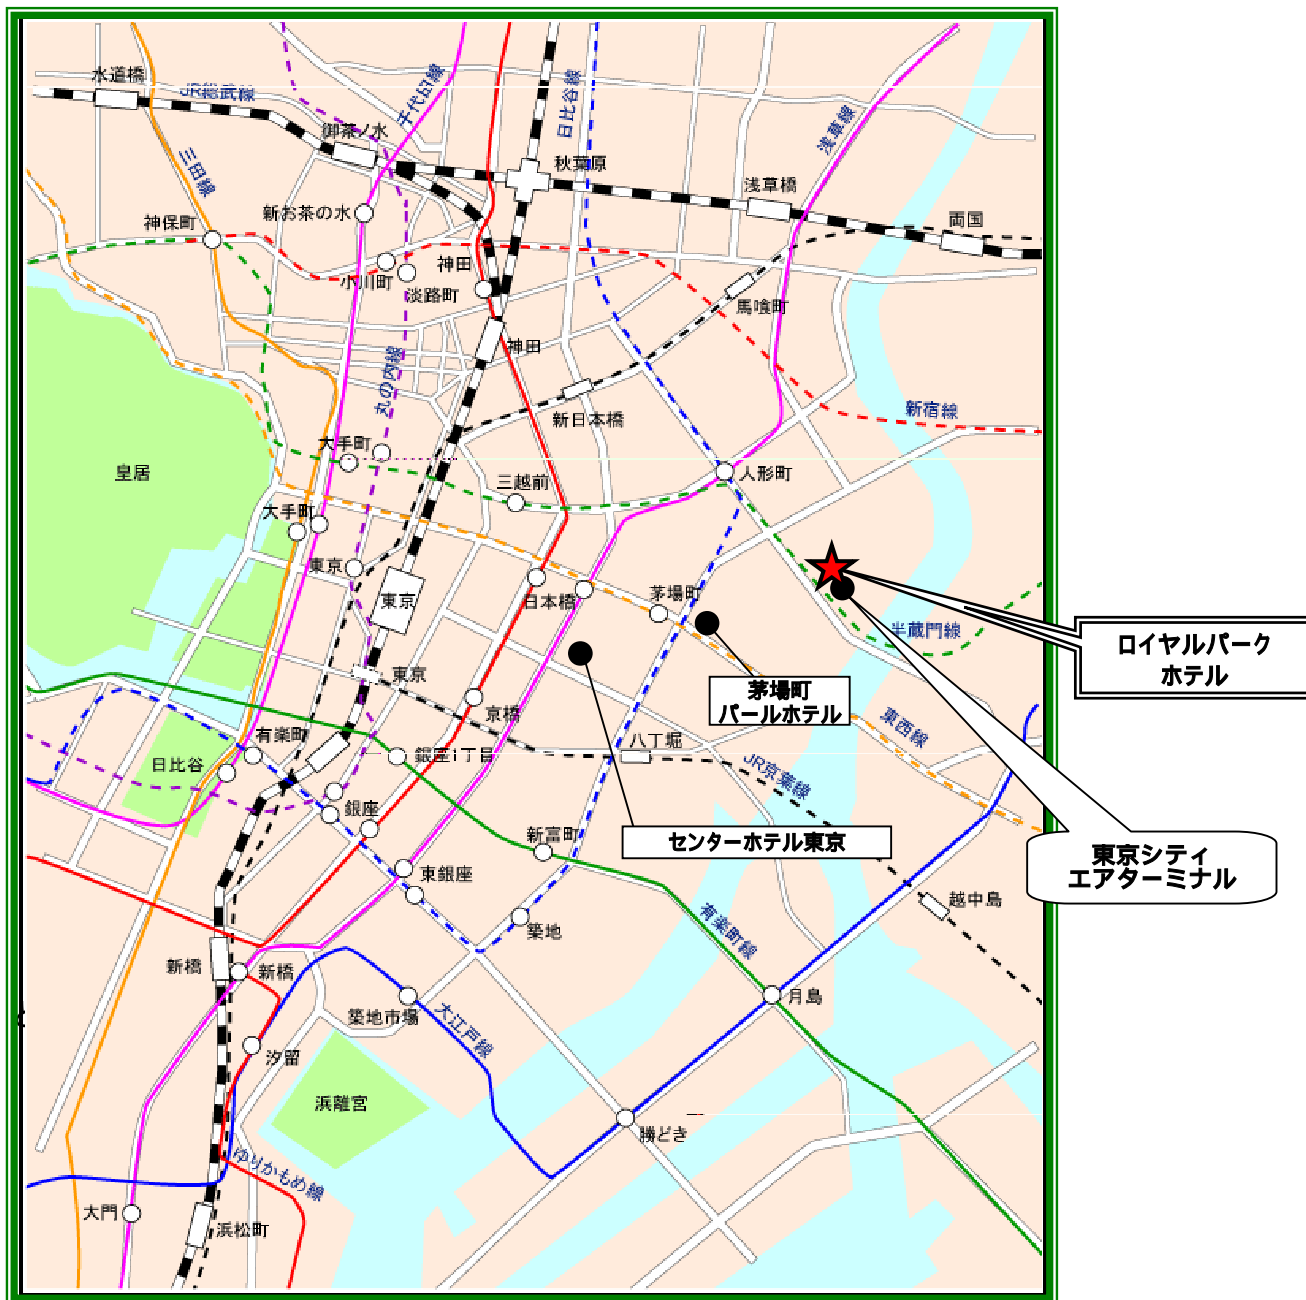 水道橋
JR総武線
千代田線
日比谷線
浅草線
御茶ノ水
三田線
秋葉原
浅草橋
両国
新お茶の水
神保町
神田
小川町
淡路町
馬喰町
神田
丸の内線
新宿線
新日本橋
大手町
皇居
三越前
人形町
大手町
東京
東京
日本橋
茅場町
半蔵門線
ロイヤルパーク
ホテル
東京
京橋
茅場町
パールホテル
東西線
有楽町
日比谷
銀座1丁目
八丁堀
JR京葉線
銀座
新富町
センターホテル東京
東京シティ
エアターミナル
東銀座
越中島
築地
有楽町線
新橋
新橋
月島
築地市場
大江戸線
汐留
浜離宮
勝どき
ゆりかもめ線
大門
浜松町